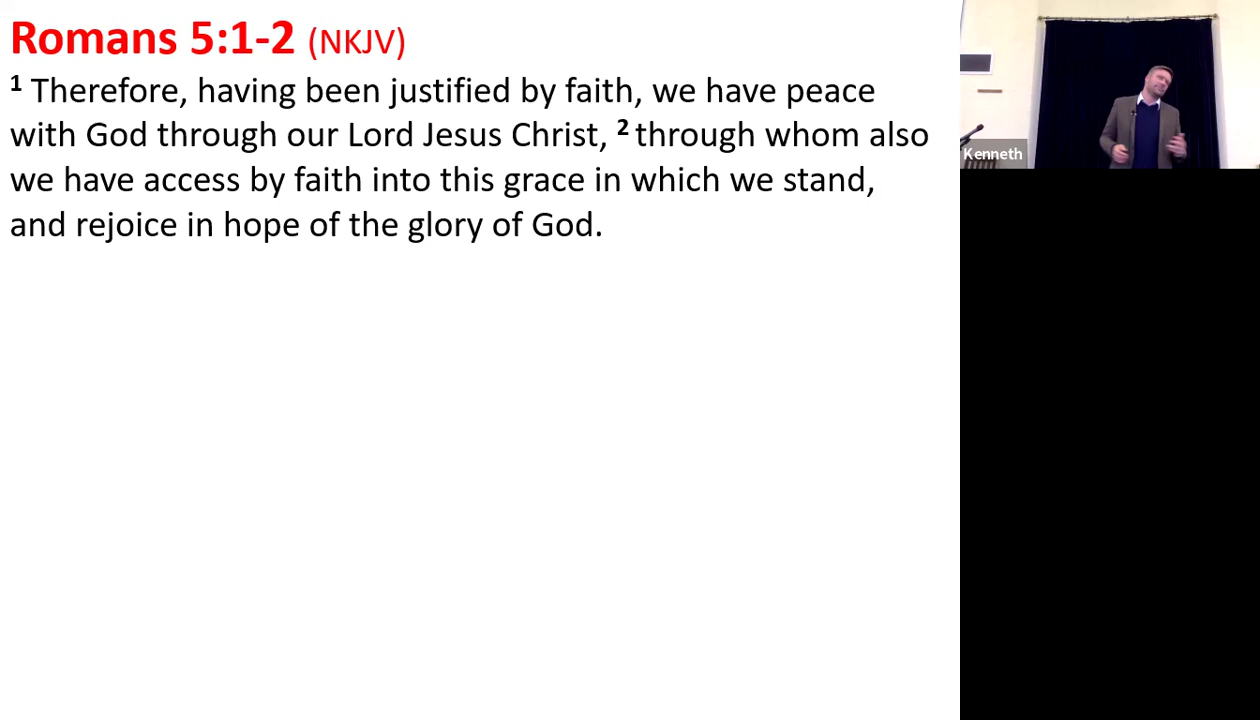 Romans 5:1-2 (NKJV)
1 Therefore, having been justified by faith, we have peace
with God through our Lord Jesus Christ, 2 through whom also
we have access by faith into this grace in which we stand,
and rejoice in hope of the glory of God.
Kenneth